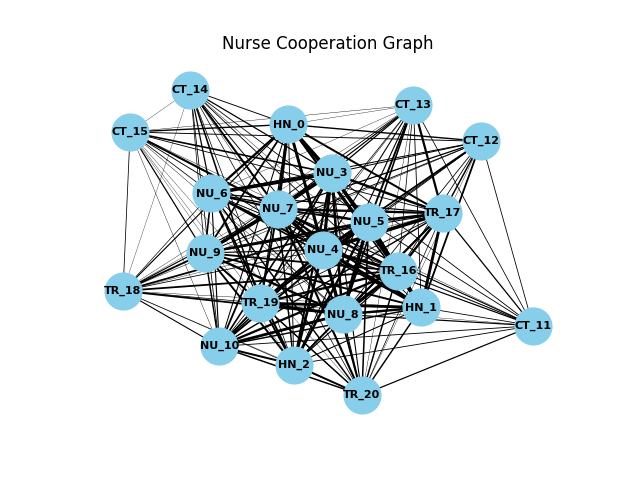 Nurse Cooperation Graph
CT_14
CT_13
HN_0
CT_15
CT_12
NU_3
NU_6
NU_7
TR_17
NU_5
NU_4
NU_9
TR_16
TR_18
TR_19
HN_1
NU_8
CT_11
NU_10
HN_2
TR_20